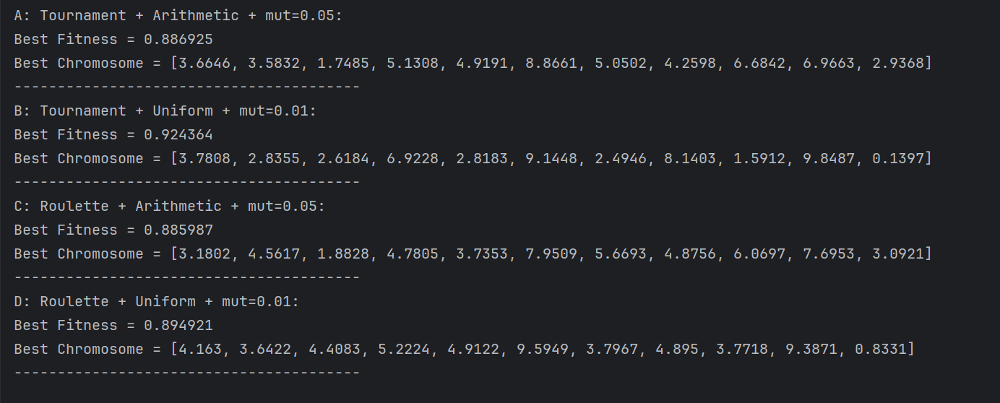 A: Tournament + Arithmetic + mut=0.05:
Best Fitness = 0.886925
Best Chromosome = [3.6646, 3.5832, 1.7485, 5.1308, 4.9191, 8.8661, 5.0502, 4.2598, 6.6842, 6.9663, 2.9368]
----------------------------------------
B: Tournament + Uniform + mut=0.01:
Best Fitness = 0.924364
Best Chromosome = [3.7808, 2.8355, 2.6184, 6.9228, 2.8183, 9.1448, 2.4946, 8.1403, 1.5912, 9.8487, 0.1397]
----------------------------------------
C: Roulette + Arithmetic + mut=0.05:
Best Fitness = 0.885987
Best Chromosome = [3.1802, 4.5617, 1.8828, 4.7805, 3.7353, 7.9509, 5.6693, 4.8756, 6.0697, 7.6953, 3.0921]
----------------------------------------
D: Roulette + Uniform + mut=0.01:
Best Fitness = 0.894921
Best Chromosome = [4.163, 3.6422, 4.4083, 5.2224, 4.9122, 9.5949, 3.7967, 4.895, 3.7718, 9.3871, 0.8331]
----------------------------------------